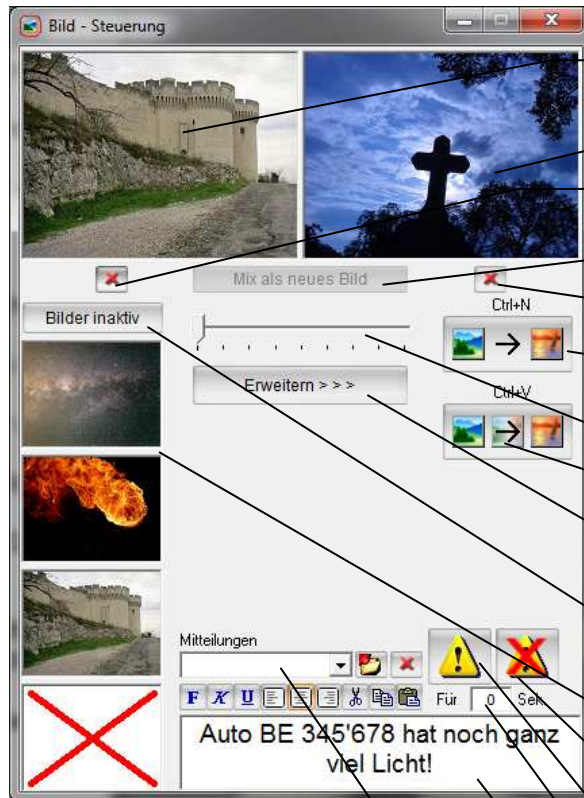 Bild - Steuerung
Mix als neues Bild
Ctrl+N
Bilder inaktiv
Erweitern > > >
Ctrl+V
Mitteilungen
F K U Für 0 Sek.
Auto BE 345'678 hat noch ganz
viel Licht!